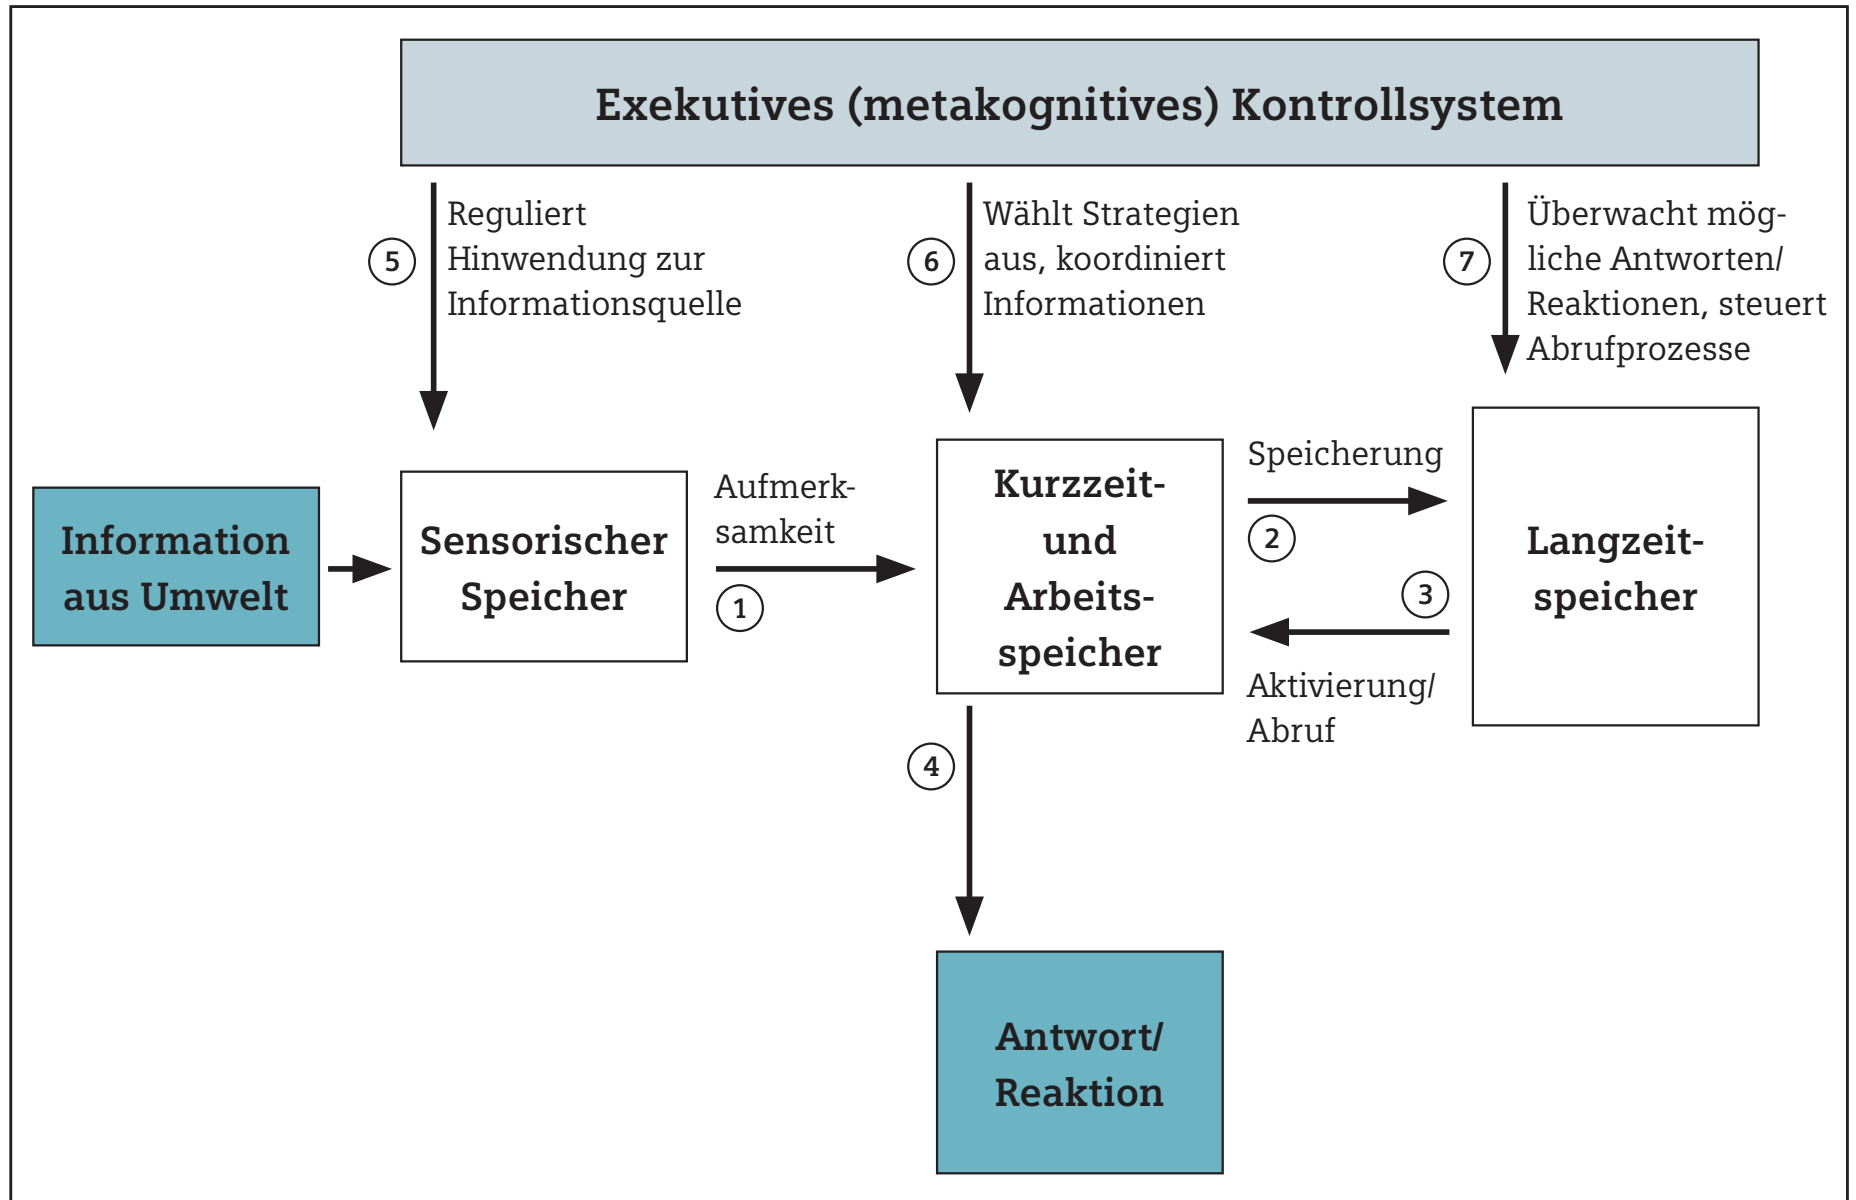 Exekutives (metakognitives) Kontrollsystem
5
Reguliert
Hinwendung zur
Informationsquelle
6
Wählt Strategien
aus, koordiniert
Informationen
7
Überwacht mög-
liche Antworten/
Reaktionen, steuert
Abrufprozesse
Information
aus Umwelt
Sensorischer
Speicher
Aufmerk-
samkeit
1
Kurzzeit-
und
Arbeits-
speicher
Speicherung
2
3
Aktivierung/
Abruf
Langzeit-
speicher
4
Antwort/
Reaktion